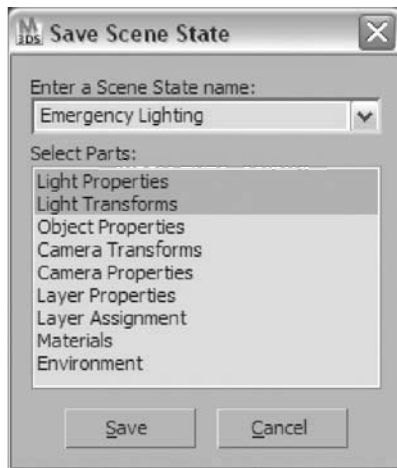 3DS Save Scene State
Enter a Scene State name:
Emergency Lighting
Select Parts:
Light Properties
Light Transforms
Object Properties
Camera Transforms
Camera Properties
Layer Properties
Layer Assignment
Materials
Environment
Save Cancel